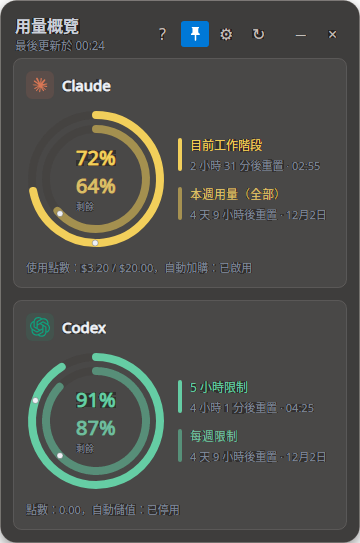 用量概覽
最後更新於 00:24
?
Claude
72%
64%
剩餘
目前工作階段
2 小時 31 分後重置 · 02:55
本週用量（全部）
4 天 9 小時後重置 · 12月2日
使用點數：$3.20 / $20.00，自動加購：已啟用
Codex
91%
87%
剩餘
5 小時限制
4 小時 1 分後重置 · 04:25
每週限制
4 天 9 小時後重置 · 12月2日
點數：0.00，自動儲值：已停用